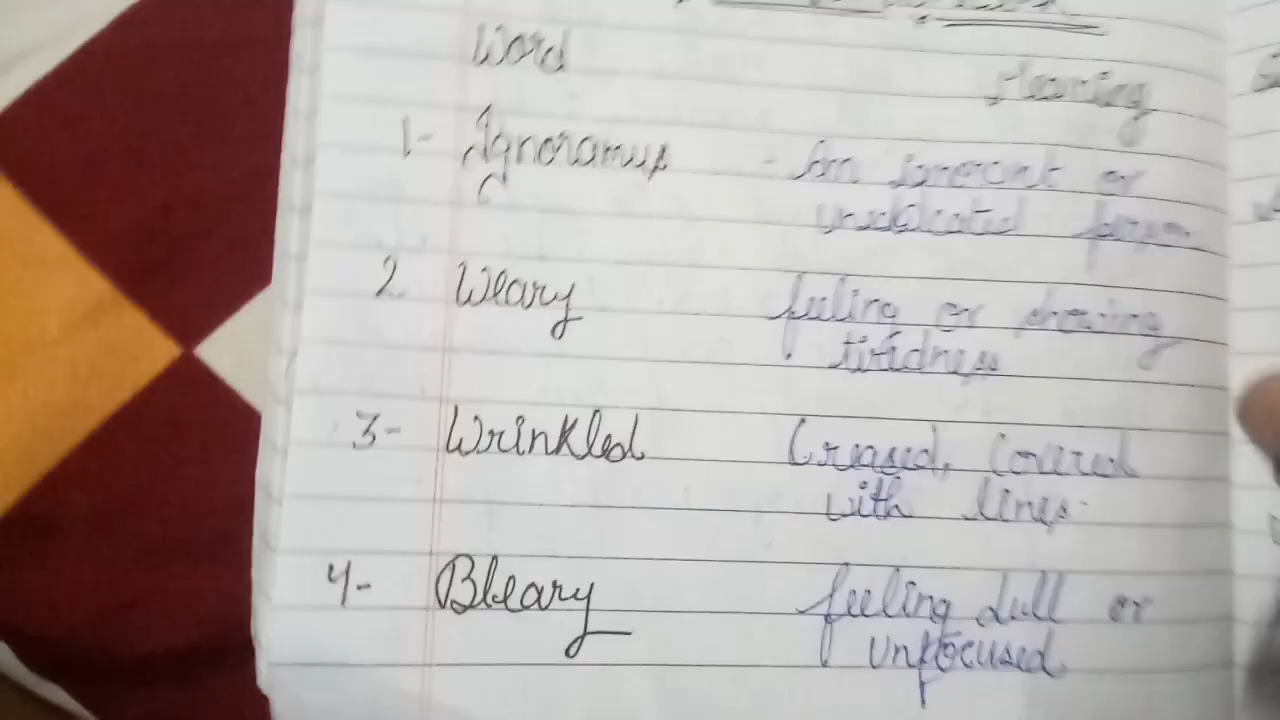 Word Meaning
1- Ignoramus - An ignorant or
unedicated person
2 Weary feeling or showing
tiredness
3- Wrinkled Creased, Covered
with lines.
4- Bleary feeling dull or
unfocused